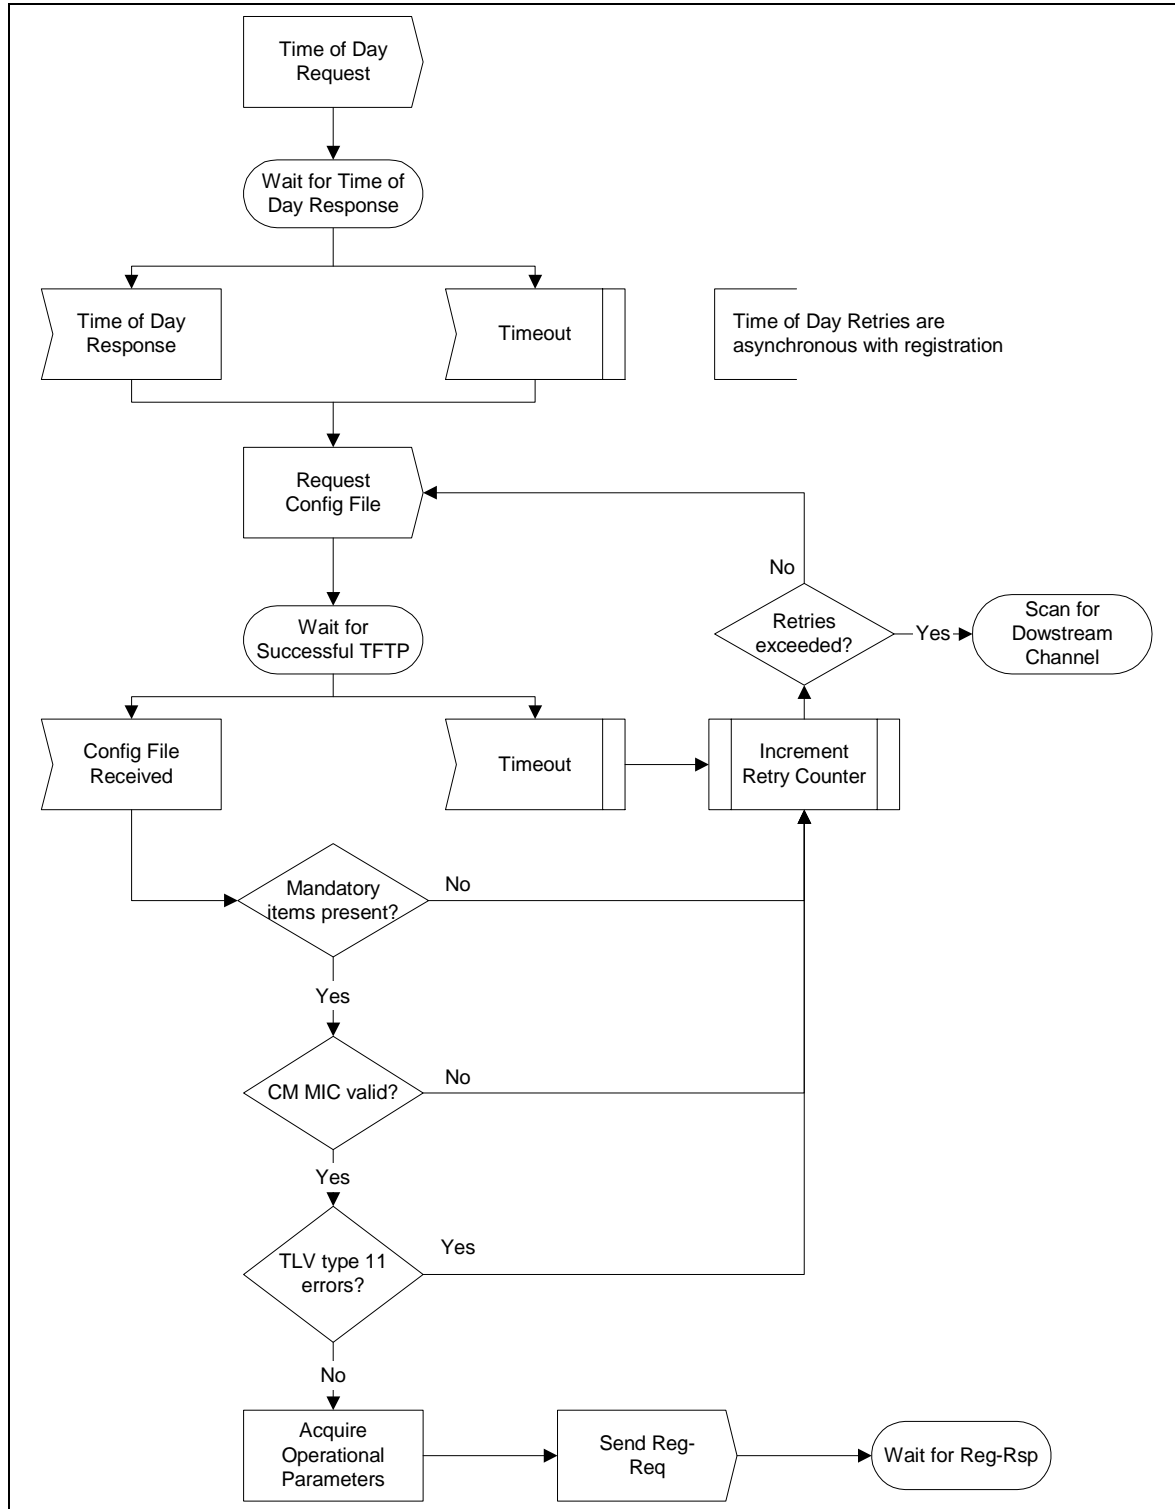 Time of Day
Request
Wait for Time of
Day Response
Time of Day
Response
Timeout
Time of Day Retries are
asynchronous with registration
Request
Config File
No
Wait for
Successful TFTP
Retries
exceeded?
Yes
Scan for
Dowstream
Channel
Config File
Received
Timeout
Increment
Retry Counter
Mandatory
items present?
No
Yes
CM MIC valid?
No
Yes
TLV type 11
errors?
Yes
No
Acquire
Operational
Parameters
Send Reg-
Req
Wait for Reg-Rsp